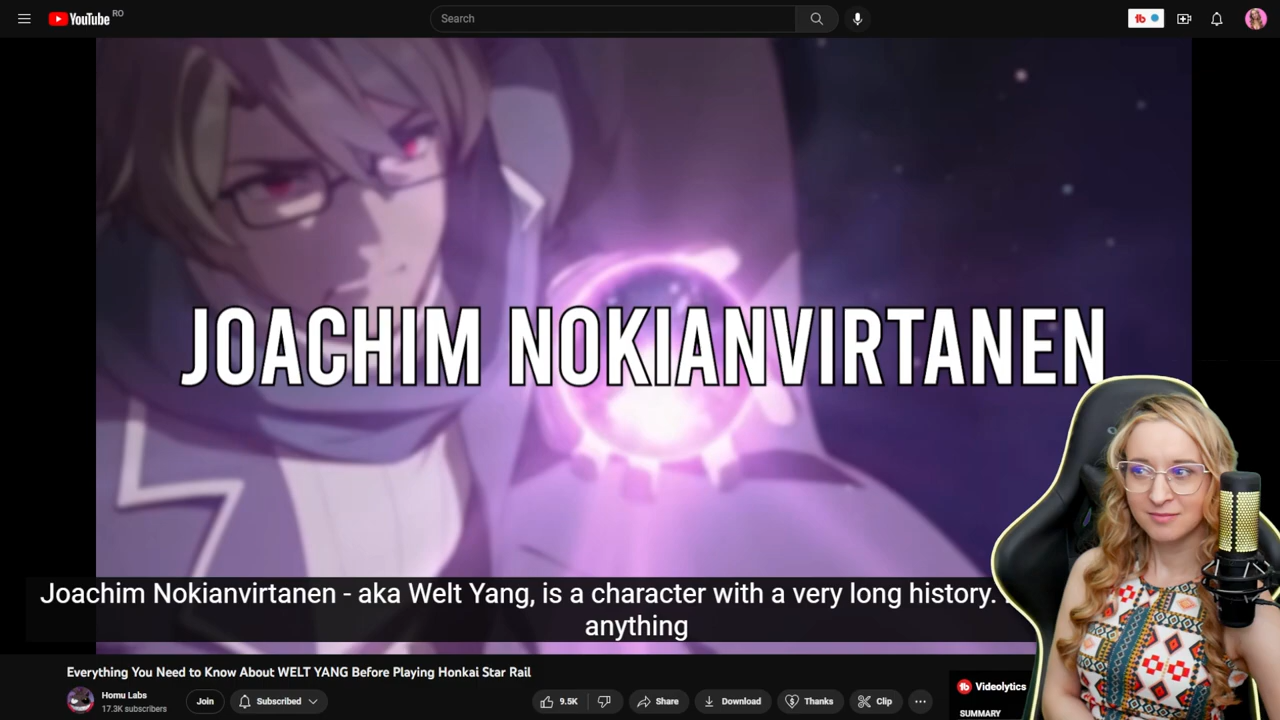 YouTube RO
Search
tb
JOACHIM NOKIANVIRTANEN
Joachim Nokianvirtanen - aka Welt Yang, is a character with a very long history.
anything
Everything You Need to Know About WELT YANG Before Playing Honkai Star Rail
Homu Labs
17.3K subscribers
Join
Subscribed
9.5K
Share
Download
Thanks
Clip
tb Videolytics
SUMMARY